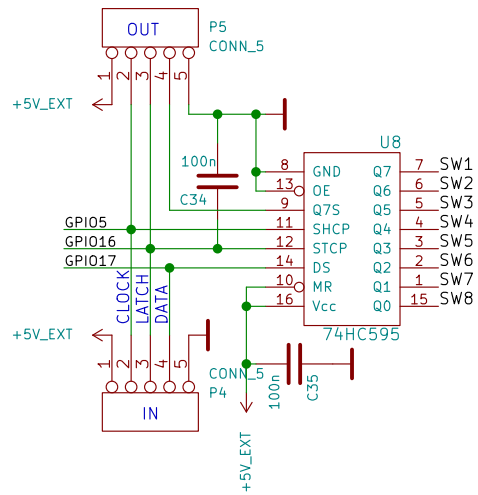 OUT
P5
CONN_5
1
2
3
4
5
+5V_EXT
U8
100n
C34
8 GND Q7 7 SW1
13 OE Q6 6 SW2
9 Q7S Q5 5 SW3
GPIO5 11 SHCP Q4 4 SW4
GPIO16 12 STCP Q3 3 SW5
GPIO17 14 DS Q2 2 SW6
10 MR Q1 1 SW7
16 Vcc Q0 15 SW8
CLOCK
LATCH
DATA
74HC595
+5V_EXT
1
2
3
4
5
CONN_5
P4
100n
C35
IN
+5V_EXT